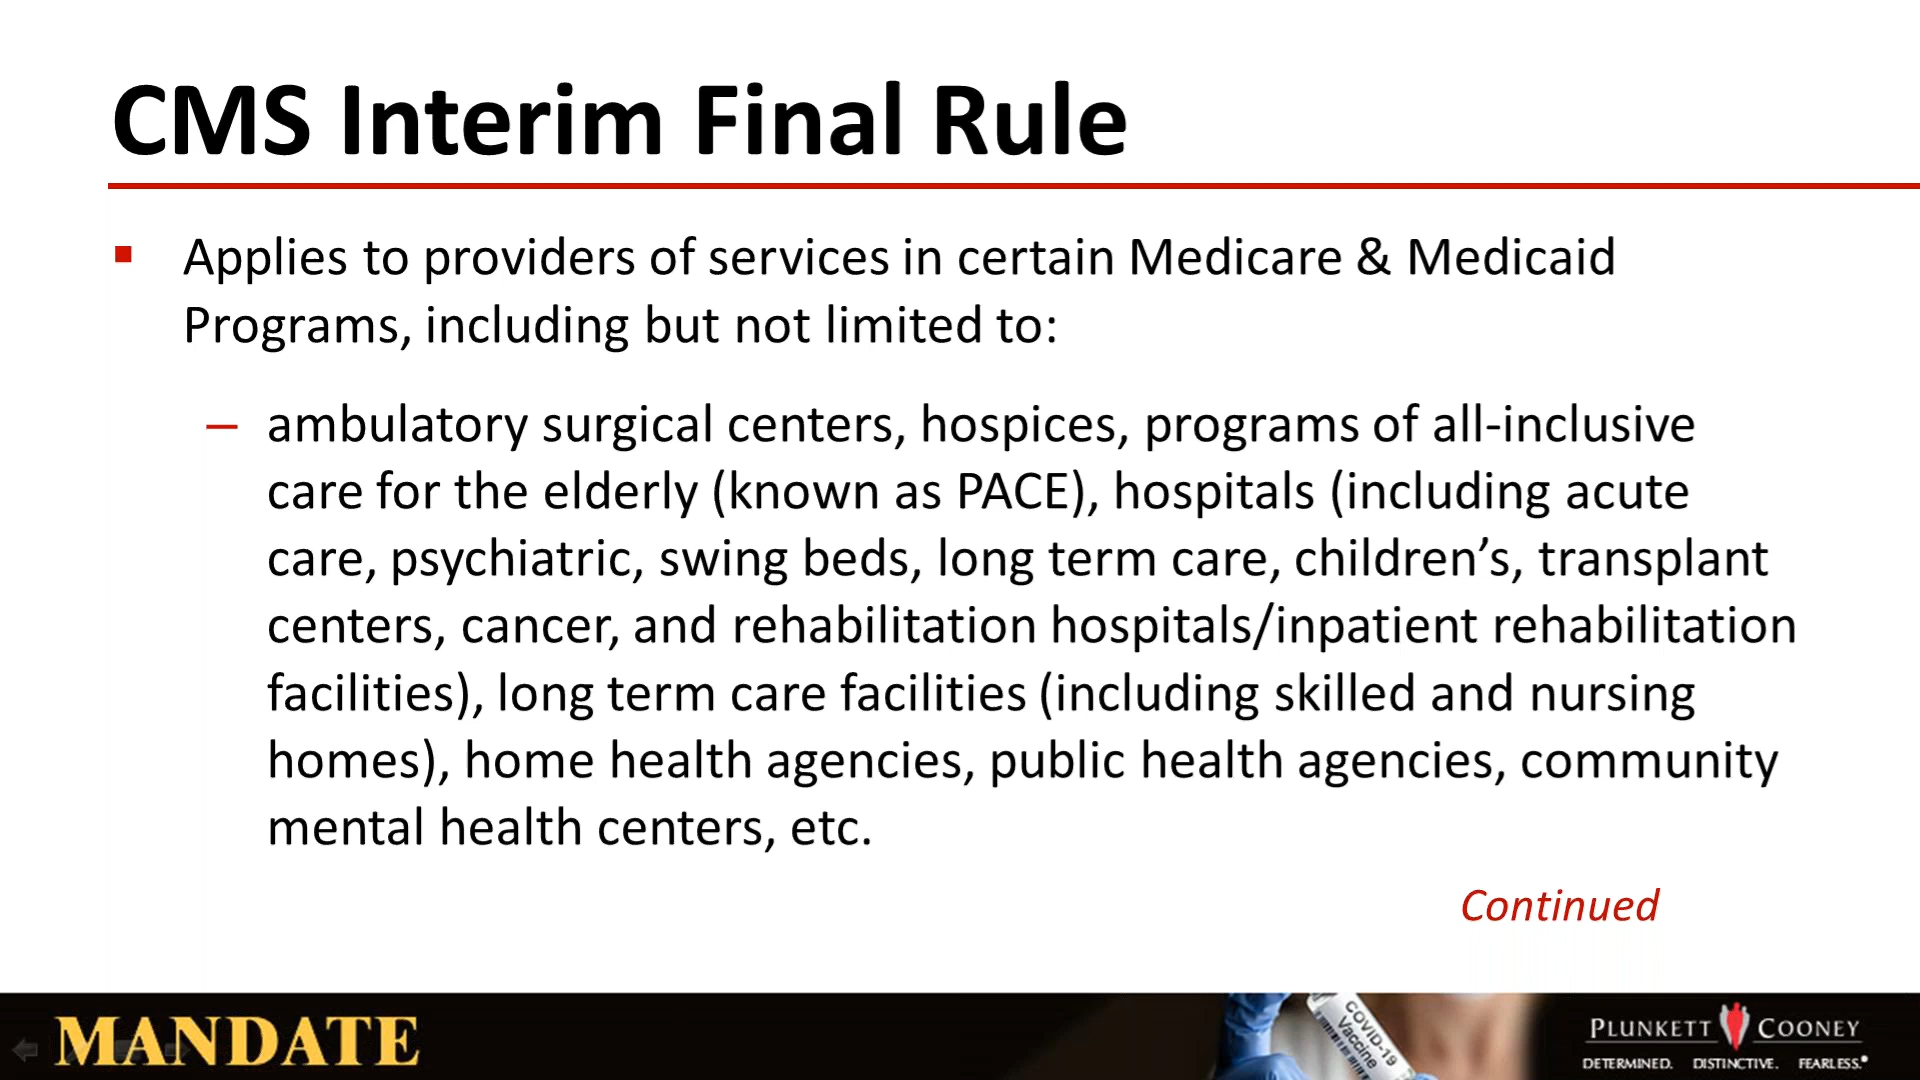 CMS Interim Final Rule
▪ Applies to providers of services in certain Medicare & Medicaid
Programs, including but not limited to:
– ambulatory surgical centers, hospices, programs of all-inclusive
care for the elderly (known as PACE), hospitals (including acute
care, psychiatric, swing beds, long term care, children’s, transplant
centers, cancer, and rehabilitation hospitals/inpatient rehabilitation
facilities), long term care facilities (including skilled and nursing
homes), home health agencies, public health agencies, community
mental health centers, etc.
Continued
MANDATE
COVID-19
Vaccine
PLUNKETT COONEY
DETERMINED. DISTINCTIVE. FEARLESS.